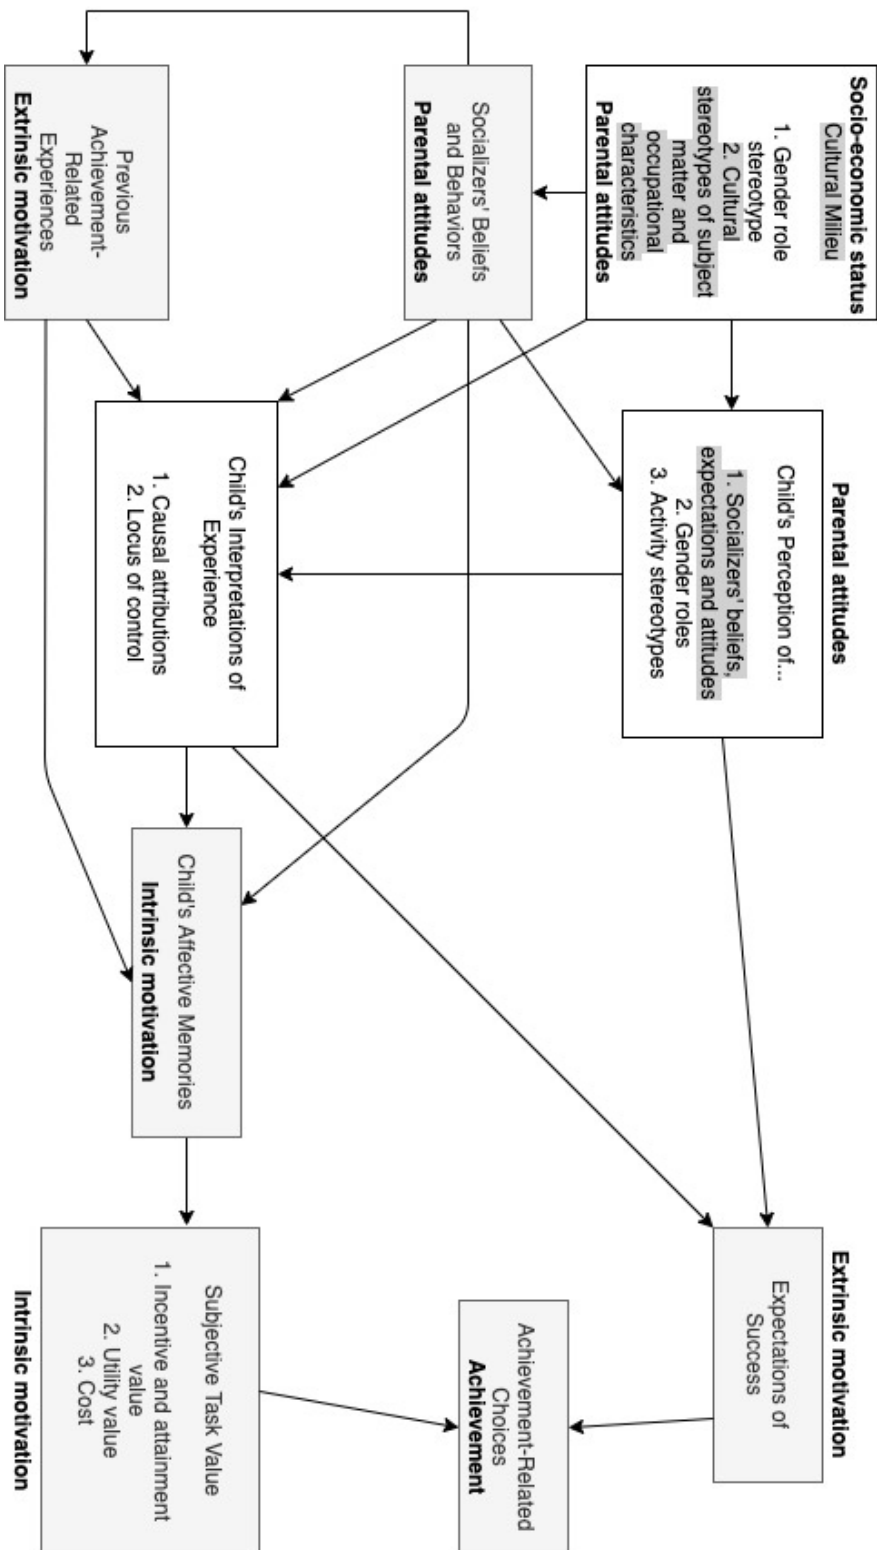 Socio-economic status
Cultural Milieu
1. Gender role
stereotype
2. Cultural
stereotypes of subject
matter and
occupational
characteristics
Parental attitudes
Socializers' Beliefs
and Behaviors
Parental attitudes
Previous
Achievement-
Related
Experiences
Extrinsic motivation
Parental attitudes
Child's Perception of...
1. Socializers' beliefs,
expectations and attitudes
2. Gender roles
3. Activity stereotypes
Child's Interpretations of
Experience
1. Causal attributions
2. Locus of control
Child's Affective Memories
Intrinsic motivation
Extrinsic motivation
Expectations of
Success
Achievement-Related
Choices
Achievement
Subjective Task Value
1. Incentive and attainment
value
2. Utility value
3. Cost
Intrinsic motivation